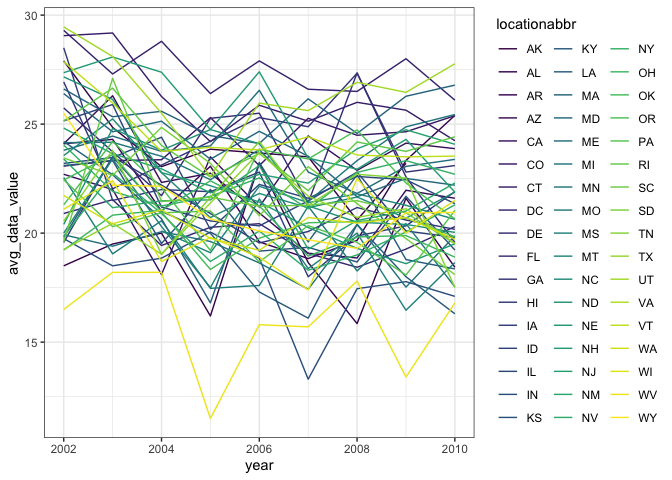 locationabbr
30
25
20
15
avg_data_value
2002
2004
2006
2008
2010
year
AK KY NY
AL LA OH
AR MA OK
AZ MD OR
CA ME PA
CO MI RI
CT MN SC
DC MO SD
DE MS TN
FL MT TX
GA NC UT
HI ND VA
IA NE VT
ID NH WA
IL NJ WI
IN NM WV
KS NV WY